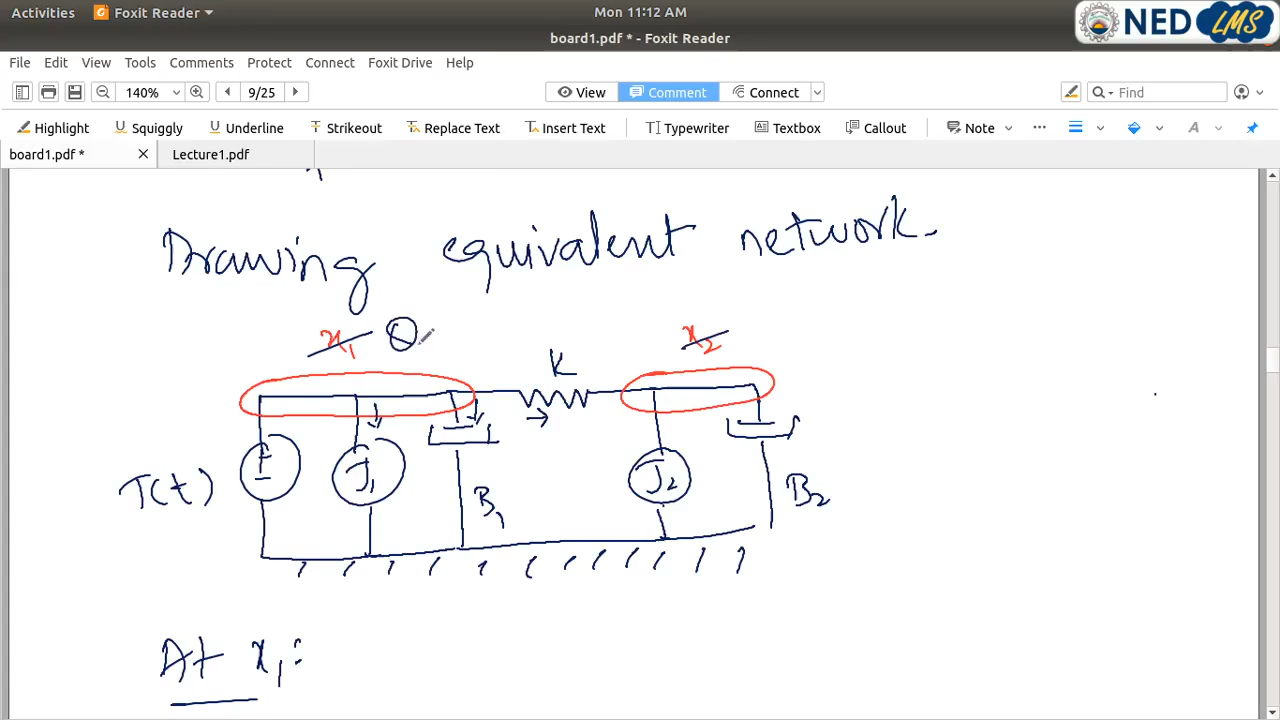 Activities Foxit Reader Mon 11:12 AM
board1.pdf * - Foxit Reader
NED LMS
File Edit View Tools Comments Protect Connect Foxit Drive Help
140% 9/25 View Comment Connect Find
Highlight Squiggly Underline Strikeout Replace Text Insert Text Typewriter Textbox Callout Note
board1.pdf * Lecture1.pdf
Drawing equivalent network.
x1 x2
K
T(t) J1 B1 J2 B2
At x1: